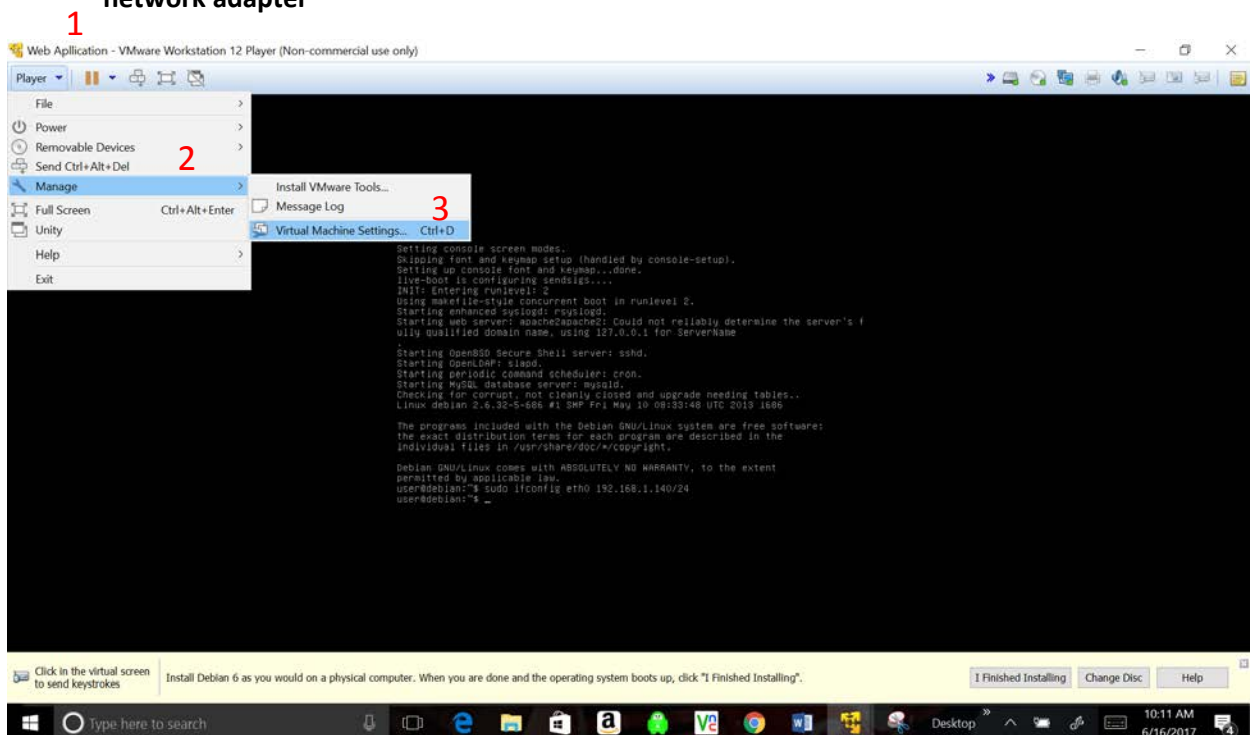 network adapter
1
Web Apllication - VMware Workstation 12 Player (Non-commercial use only)
Player
File
Power
Removable Devices
Send Ctrl+Alt+Del
2
Manage
Install VMware Tools...
Message Log
3
Full Screen Ctrl+Alt+Enter
Unity
Virtual Machine Settings... Ctrl+D
Help
Exit
Setting console screen modes.
Skipping font and keymap setup (handled by console-setup).
Setting up console font and keymap...done.
live-boot is configuring sendsigs....
INIT: Entering runlevel: 2
Using makefile-style concurrent boot in runlevel 2.
Starting enhanced syslogd: rsyslogd.
Starting web server: apache2apache2: Could not reliably determine the server's f
ully qualified domain name, using 127.0.0.1 for ServerName
.
Starting OpenBSD Secure Shell server: sshd.
Starting OpenLDAP: slapd.
Starting periodic command scheduler: cron.
Starting MySQL database server: mysqld.
Checking for corrupt, not cleanly closed and upgrade needing tables..
Linux debian 2.6.32-5-686 #1 SMP Fri May 10 08:33:48 UTC 2013 i686
The programs included with the Debian GNU/Linux system are free software;
the exact distribution terms for each program are described in the
individual files in /usr/share/doc/*/copyright.
Debian GNU/Linux comes with ABSOLUTELY NO WARRANTY, to the extent
permitted by applicable law.
user@debian:~$ sudo ifconfig eth0 192.168.1.140/24
user@debian:~$ _
Click in the virtual screen
to send keystrokes
Install Debian 6 as you would on a physical computer. When you are done and the operating system boots up, click "I Finished Installing".
I Finished Installing
Change Disc
Help
Type here to search
Desktop
10:11 AM
6/16/2017
4